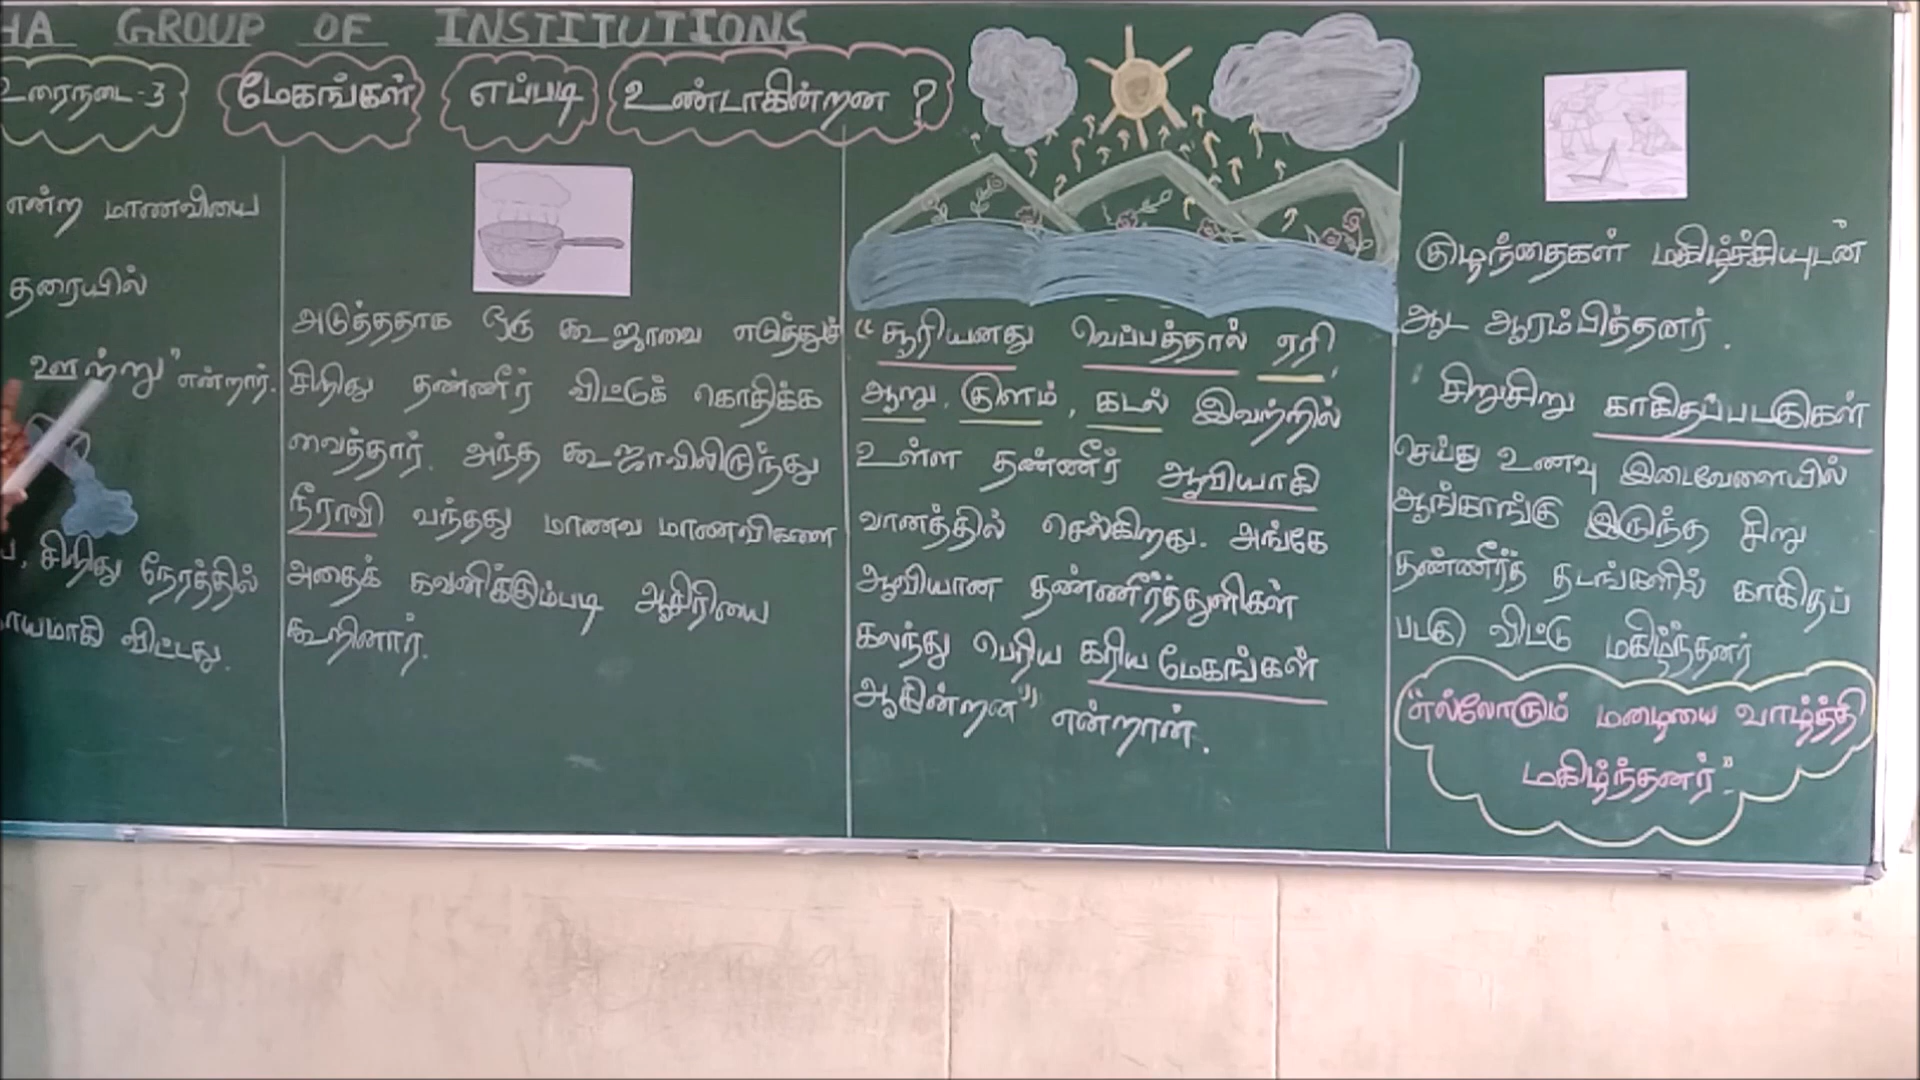 HA GROUP OF INSTITUTIONS
உரைநடை-3 மேகங்கள் எப்படி உண்டாகின்றன ?
என்ற மாணவியை
தரையில்
ஊற்று" என்றார்.
சிறிது நேரத்தில்
மாயமாகி விட்டது.
அடுத்ததாக ஒரு கூஜாவை எடுத்துச்
சிறிது தண்ணீர் விட்டுக் கொதிக்க
வைத்தார். அந்த கூஜாவிலிருந்து
நீராவி வந்தது மாணவ மாணவிகளை
அதைக் கவனிக்கும்படி ஆசிரியை
கூறினார்.
"சூரியனது வெப்பத்தால் ஏரி,
ஆறு, குளம், கடல் இவற்றில்
உள்ள தண்ணீர் ஆவியாகி
வானத்தில் செல்கிறது. அங்கே
ஆவியான தண்ணீர்த்துளிகள்
கலந்து பெரிய கரிய மேகங்கள்
ஆகின்றன" என்றான்.
குழந்தைகள் மகிழ்ச்சியுடன்
ஆட ஆரம்பித்தனர்.
சிறுசிறு காகிதப்படகுகள்
செய்து உணவு இடைவேளையில்
ஆங்காங்கு இருந்த சிறு
தண்ணீர்த் தடங்களில் காகிதப்
படகு விட்டு மகிழ்ந்தனர்
"எல்லோரும் மழையை வாழ்த்தி
மகிழ்ந்தனர்"